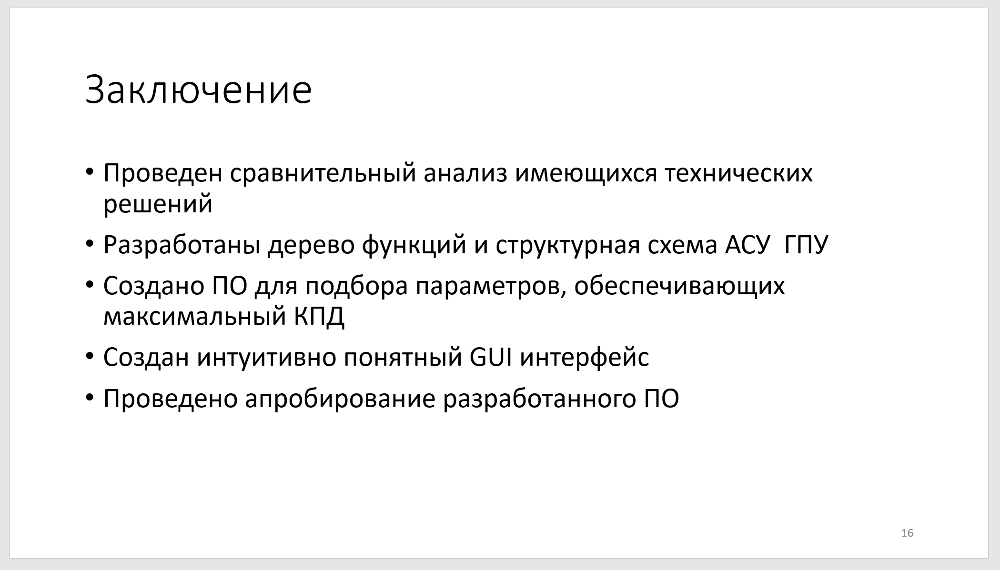 Заключение
• Проведен сравнительный анализ имеющихся технических
решений
• Разработаны дерево функций и структурная схема АСУ  ГПУ
• Создано ПО для подбора параметров, обеспечивающих
максимальный КПД
• Создан интуитивно понятный GUI интерфейс
• Проведено апробирование разработанного ПО
16